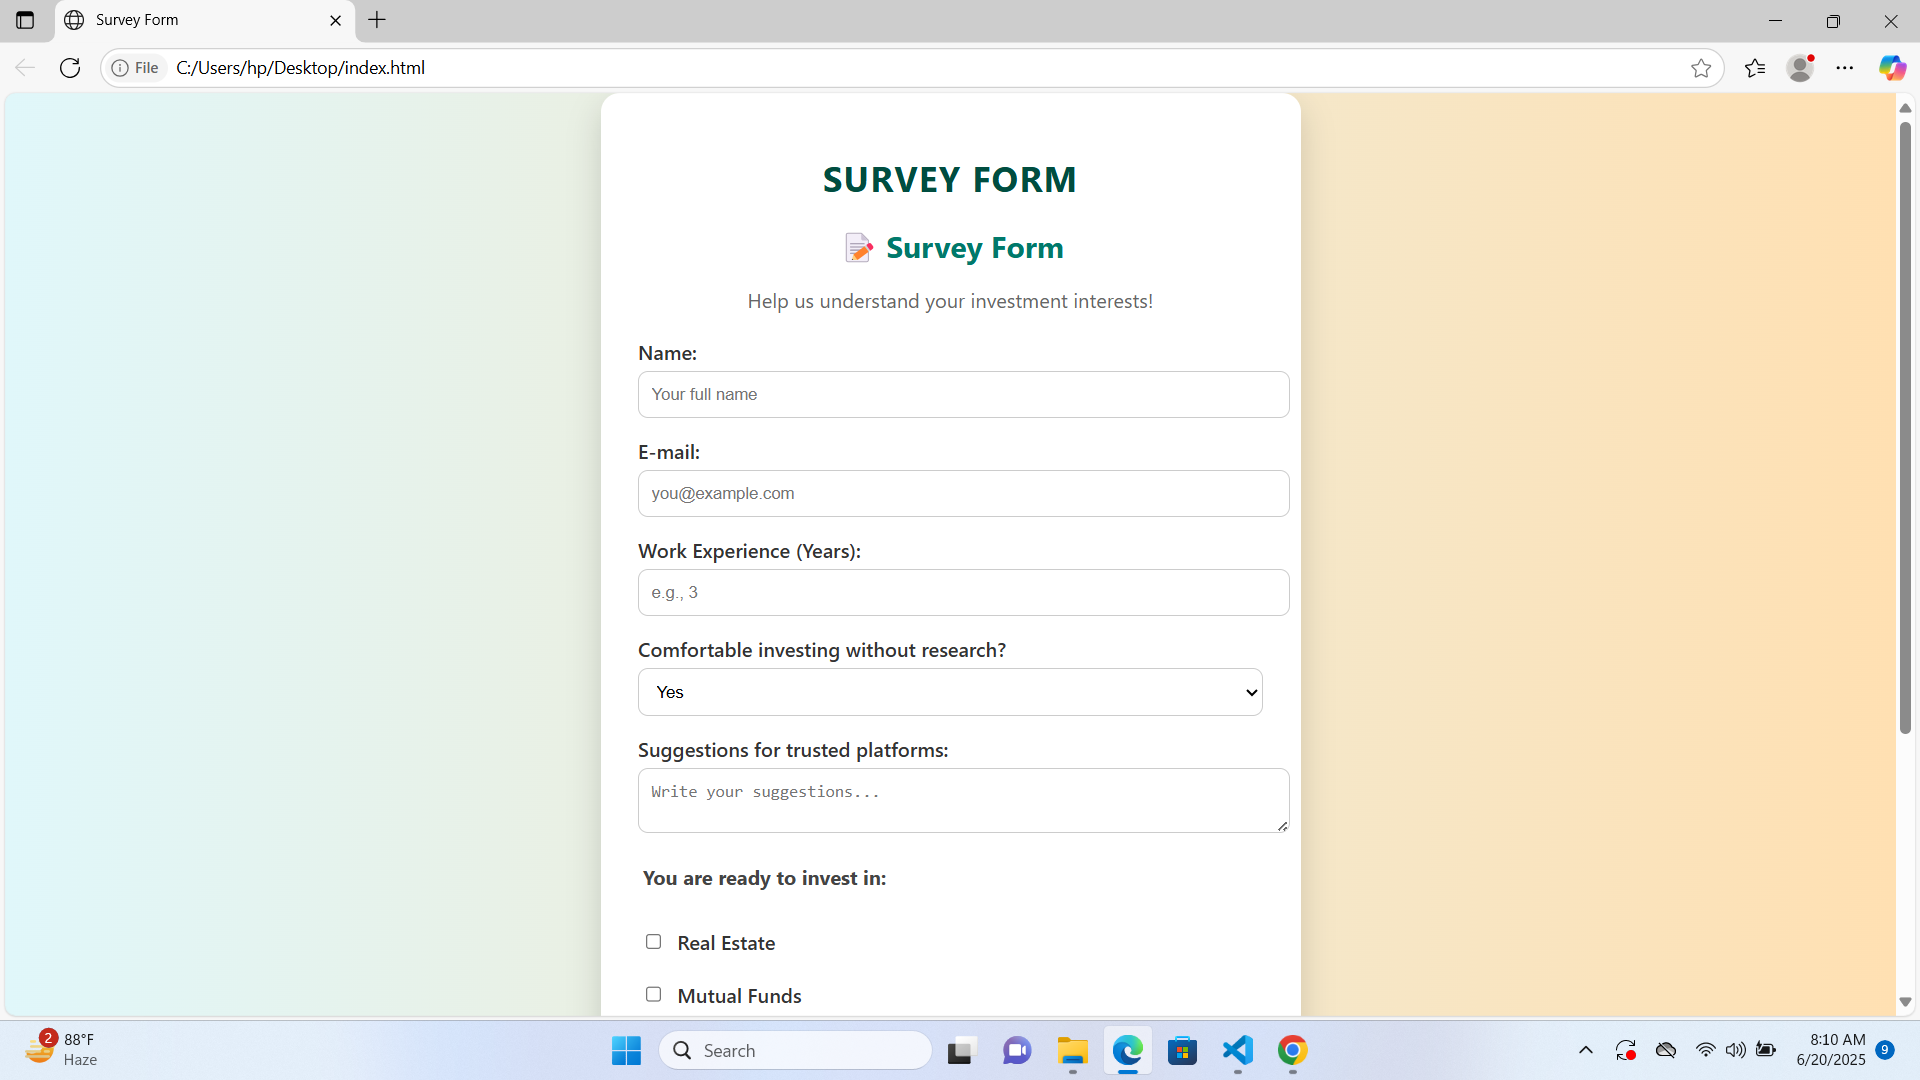 Survey Form
File C:/Users/hp/Desktop/index.html
SURVEY FORM
📝 Survey Form
Help us understand your investment interests!
Name:
Your full name
E-mail:
you@example.com
Work Experience (Years):
e.g., 3
Comfortable investing without research?
Yes
Suggestions for trusted platforms:
Write your suggestions...
You are ready to invest in:
Real Estate
Mutual Funds
2
88°F
Haze
Search
8:10 AM
6/20/2025
9